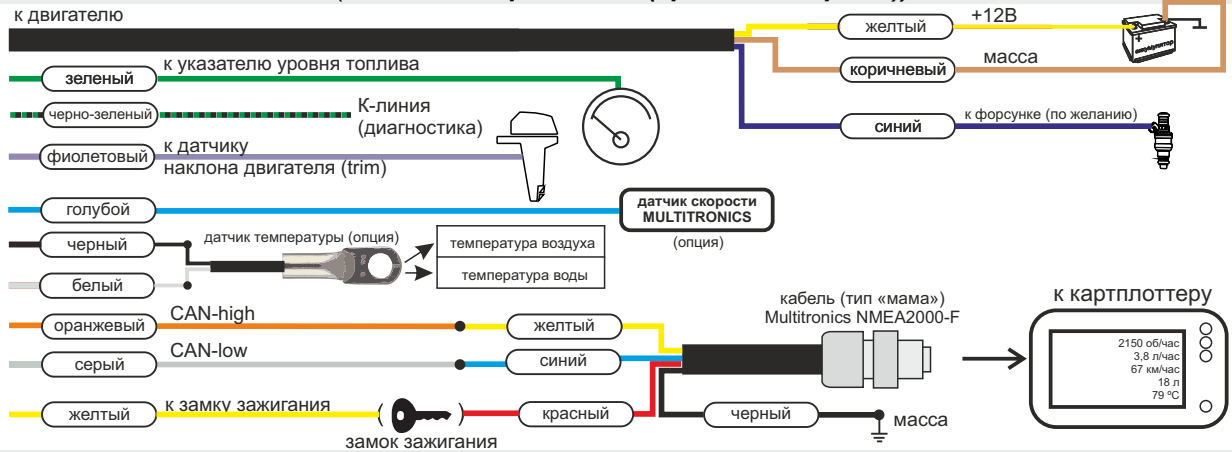 к двигателю
желтый
+12В
аккумулятор
коричневый
масса
зеленый
к указателю уровня топлива
черно-зеленый
К-линия
(диагностика)
синий
к форсунке (по желанию)
фиолетовый
к датчику
наклона двигателя (trim)
голубой
датчик скорости
MULTITRONICS
(опция)
черный
датчик температуры (опция)
температура воздуха
температура воды
белый
оранжевый
CAN-high
желтый
кабель (тип «мама»)
Multitronics NMEA2000-F
к картплоттеру
серый
CAN-low
синий
2150 об/час
3,8 л/час
67 км/час
18 л
79 ºС
желтый
к замку зажигания
замок зажигания
красный
черный
масса